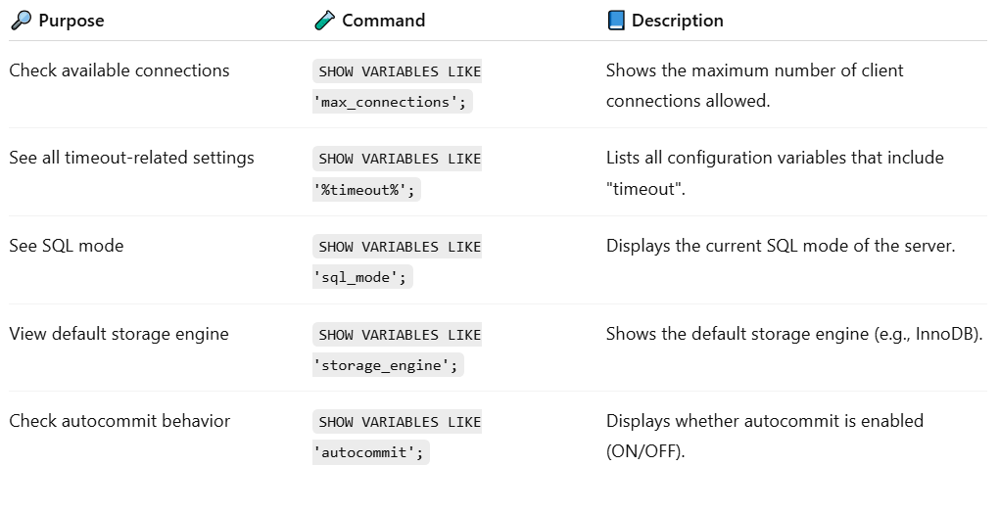 Purpose Command Description
Check available connections SHOW VARIABLES LIKE Shows the maximum number of client
'max_connections'; connections allowed.
See all timeout-related settings SHOW VARIABLES LIKE Lists all configuration variables that include
'%timeout%'; "timeout".
See SQL mode SHOW VARIABLES LIKE Displays the current SQL mode of the server.
'sql_mode';
View default storage engine SHOW VARIABLES LIKE Shows the default storage engine (e.g., InnoDB).
'storage_engine';
Check autocommit behavior SHOW VARIABLES LIKE Displays whether autocommit is enabled
'autocommit'; (ON/OFF).